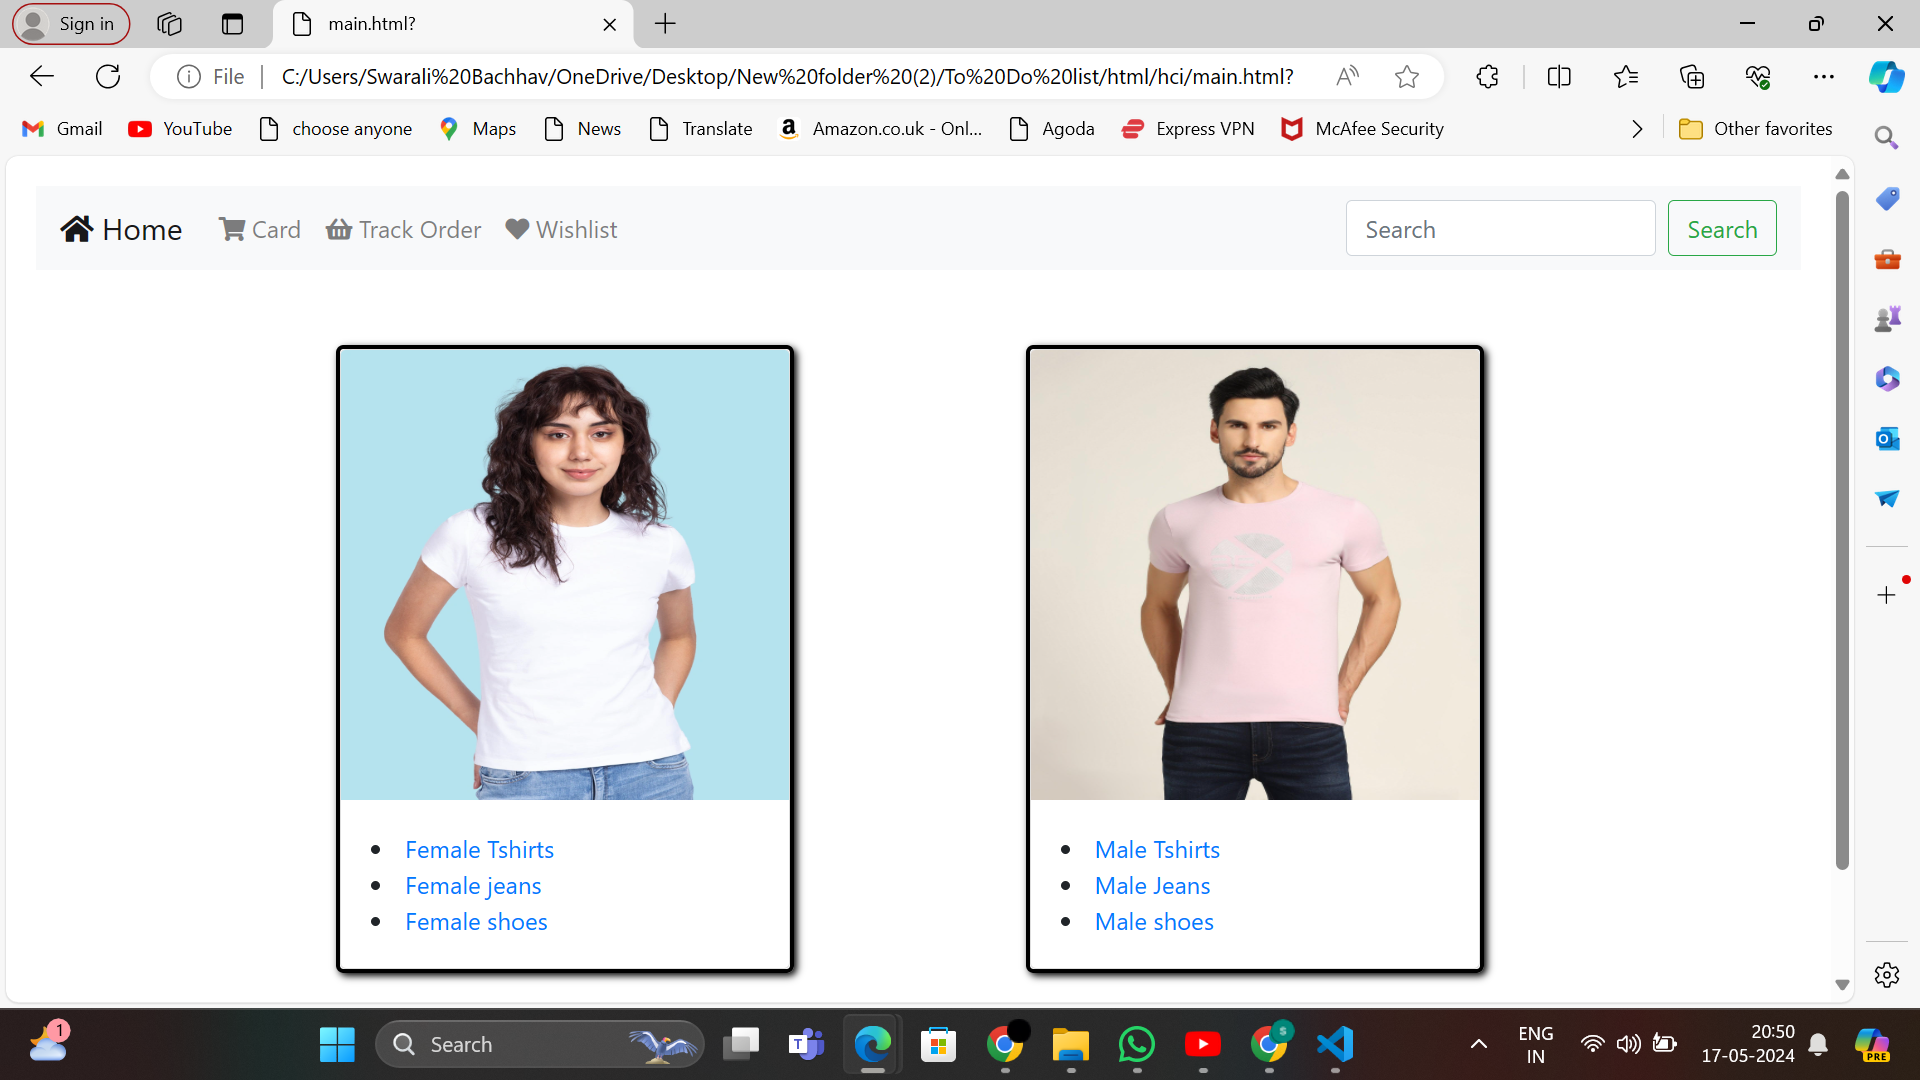 Sign in
main.html?
File
C:/Users/Swarali%20Bachhav/OneDrive/Desktop/New%20folder%20(2)/To%20Do%20list/html/hci/main.html?
Gmail YouTube choose anyone Maps News Translate Amazon.co.uk - Onl... Agoda Express VPN McAfee Security Other favorites
Home Card Track Order Wishlist Search Search
Female Tshirts
Female jeans
Female shoes
Male Tshirts
Male Jeans
Male shoes
1
Search
ENG
IN
20:50
17-05-2024
PRE